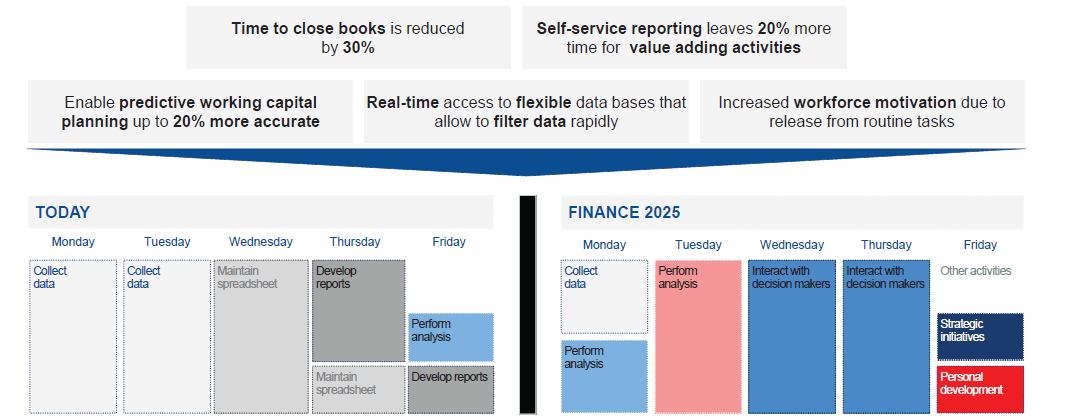 Time to close books is reduced
by 30%
Self-service reporting leaves 20% more
time for value adding activities
Enable predictive working capital
planning up to 20% more accurate
Real-time access to flexible data bases that
allow to filter data rapidly
Increased workforce motivation due to
release from routine tasks
TODAY
Monday
Tuesday
Wednesday
Thursday
Friday
Collect
data
Collect
data
Maintain
spreadsheet
Develop
reports
Perform
analysis
Maintain
spreadsheet
Develop reports
FINANCE 2025
Monday
Tuesday
Wednesday
Thursday
Friday
Collect
data
Perform
analysis
Perform
analysis
Interact with
decision makers
Interact with
decision makers
Other activities
Strategic
initiatives
Personal
development